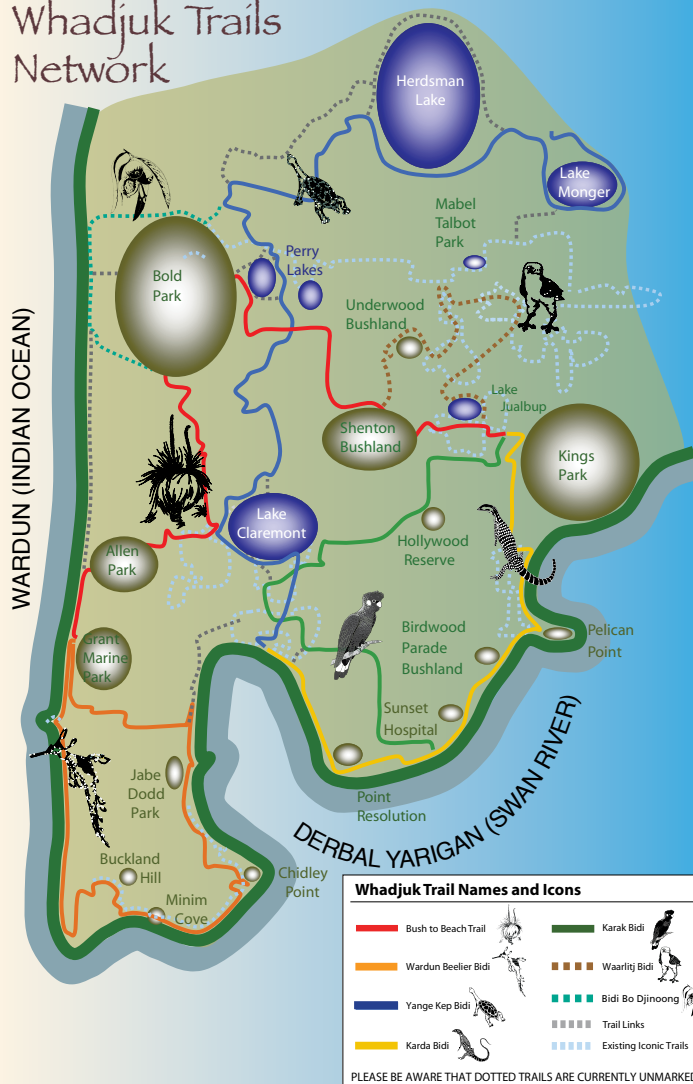 Whadjuk Trails
Network
Herdsman
Lake
Lake
Monger
Mabel
Talbot
Park
Perry
Lakes
Bold
Park
Underwood
Bushland
Lake
Jualbup
Shenton
Bushland
Kings
Park
WARDUN (INDIAN OCEAN)
Lake
Claremont
Hollywood
Reserve
Allen
Park
Grant
Marine
Park
Birdwood
Parade
Bushland
Pelican
Point
Sunset
Hospital
Jabe
Dodd
Park
Point
Resolution
DERBAL YARIGAN (SWAN RIVER)
Buckland
Hill
Chidley
Point
Minim
Cove
Whadjuk Trail Names and Icons
Bush to Beach Trail
Karak Bidi
Wardun Beelier Bidi
Waarlitj Bidi
Yange Kep Bidi
Bidi Bo Djinoong
Trail Links
Karda Bidi
Existing Iconic Trails
PLEASE BE AWARE THAT DOTTED TRAILS ARE CURRENTLY UNMARKED